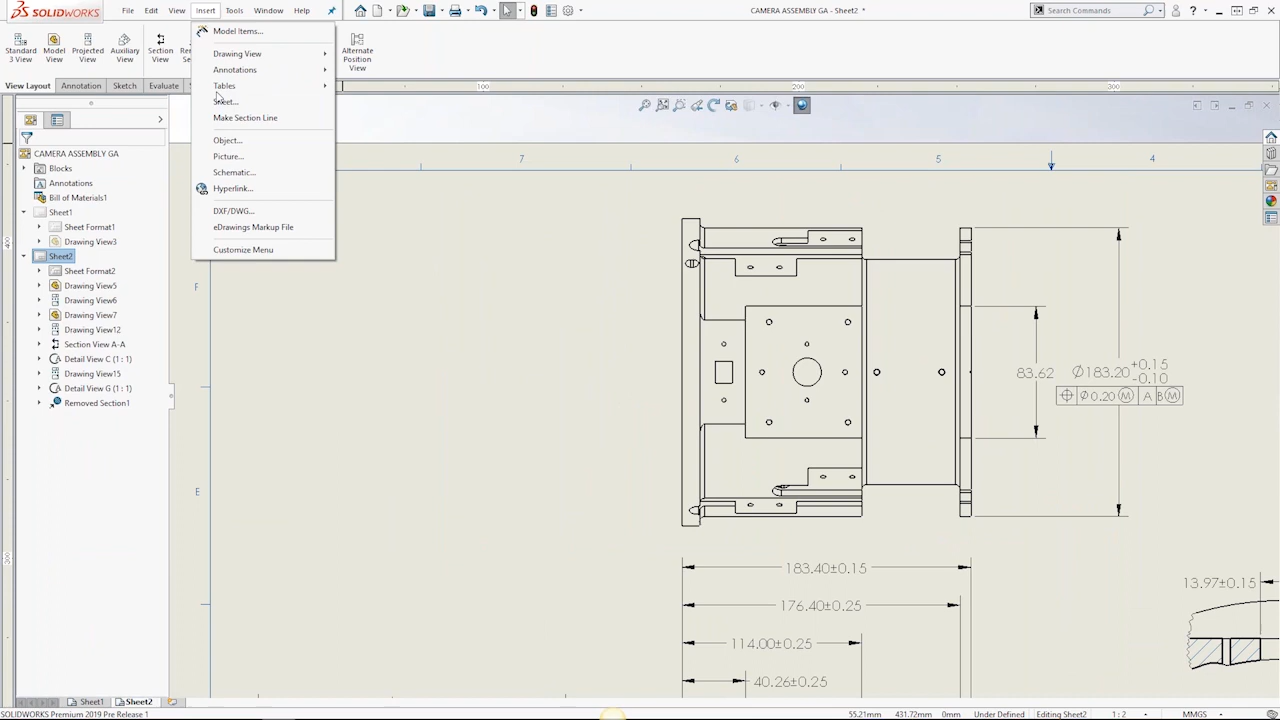 SOLIDWORKS
File Edit View Insert Tools Window Help
CAMERA ASSEMBLY GA - Sheet2 *
Search Commands
Standard 3 View
Model View
Projected View
Auxiliary View
Section View
Alternate Position View
View Layout Annotation Sketch Evaluate
100 200 300
Model Items...
Drawing View
Annotations
Tables
Sheet...
Make Section Line
Object...
Picture...
Schematic...
Hyperlink...
DXF/DWG...
eDrawings Markup File
Customize Menu
CAMERA ASSEMBLY GA
Blocks
Annotations
Bill of Materials1
Sheet1
Sheet Format1
Drawing View3
Sheet2
Sheet Format2
Drawing View5
Drawing View6
Drawing View7
Drawing View12
Section View A-A
Detail View C (1 : 1)
Drawing View15
Detail View G (1 : 1)
Removed Section1
400
300
7 6 5 4
F
E
83.62
Ø183.20 +0.15 -0.10
Ø 0.20 Ⓜ A B Ⓜ
183.40±0.15
176.40±0.25
114.00±0.25
40.26±0.25
13.97±0.15
Sheet1 Sheet2
SOLIDWORKS Premium 2019 Pre Release 1
55.21mm 431.72mm 0mm Under Defined Editing Sheet2 1 : 2 MMGS